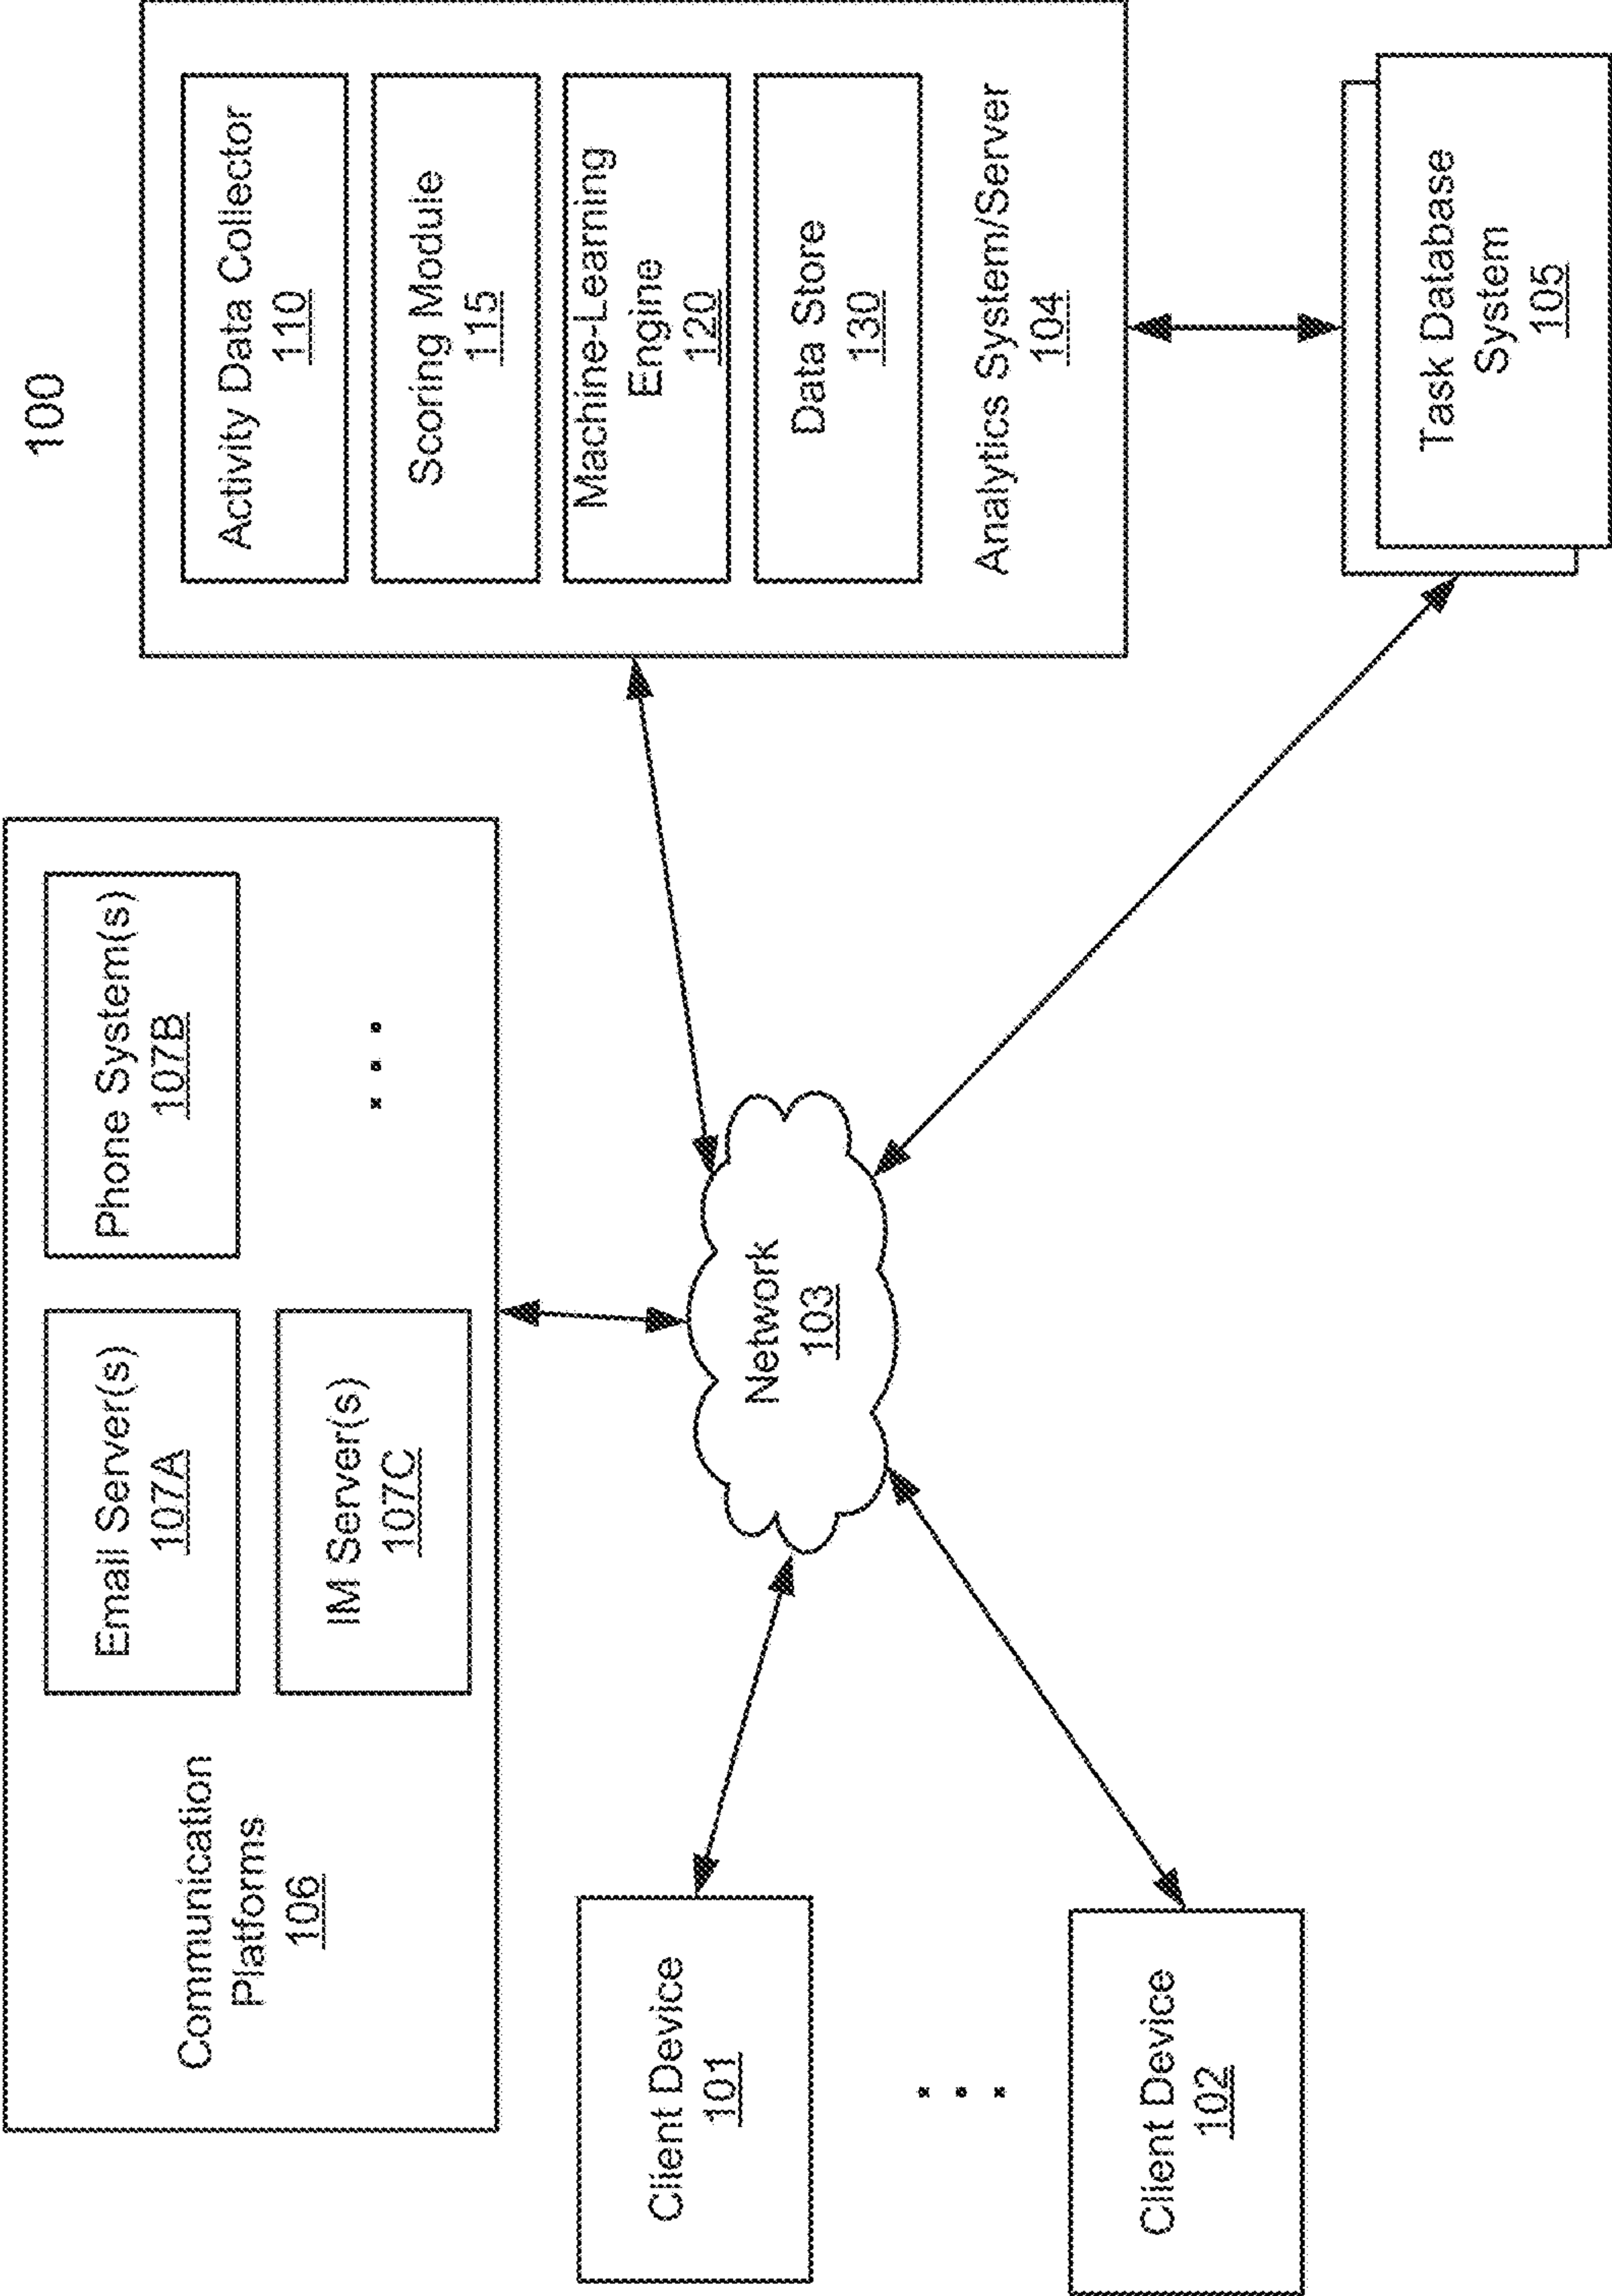 100
Communication
Platforms
106
Email Server(s)
107A
Phone System(s)
107B
IM Server(s)
107C
. . .
Activity Data Collector
110
Scoring Module
115
Machine-Learning
Engine
120
Data Store
130
Analytics System/Server
104
Network
103
Client Device
101
. . .
Client Device
102
Task Database
System
105